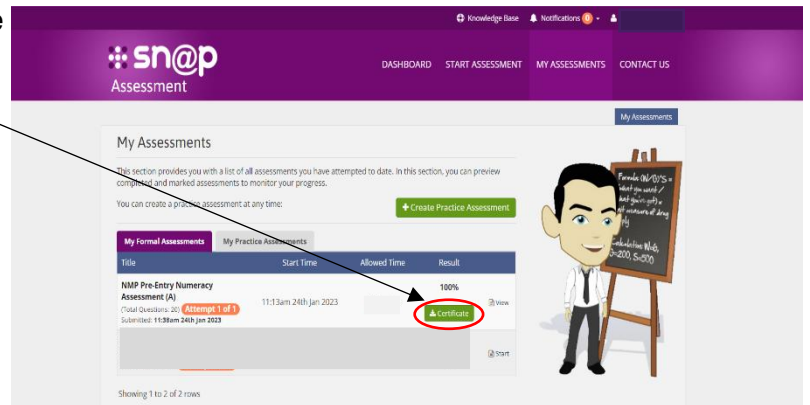 e
Knowledge Base Notifications 0
sn@p
Assessment
DASHBOARD START ASSESSMENT MY ASSESSMENTS CONTACT US
My Assessments
My Assessments
This section provides you with a list of all assessments you have attempted to date. In this section, you can preview
completed and marked assessments to monitor your progress.
You can create a practice assessment at any time:
+ Create Practice Assessment
My Formal Assessments My Practice Assessments
Title Start Time Allowed Time Result
NMP Pre-Entry Numeracy
Assessment (A)
(Total Questions: 20) Attempt 1 of 1
Submitted: 11:38am 24th Jan 2023
11:13am 24th Jan 2023
100%
Certificate
View
Start
Showing 1 to 2 of 2 rows